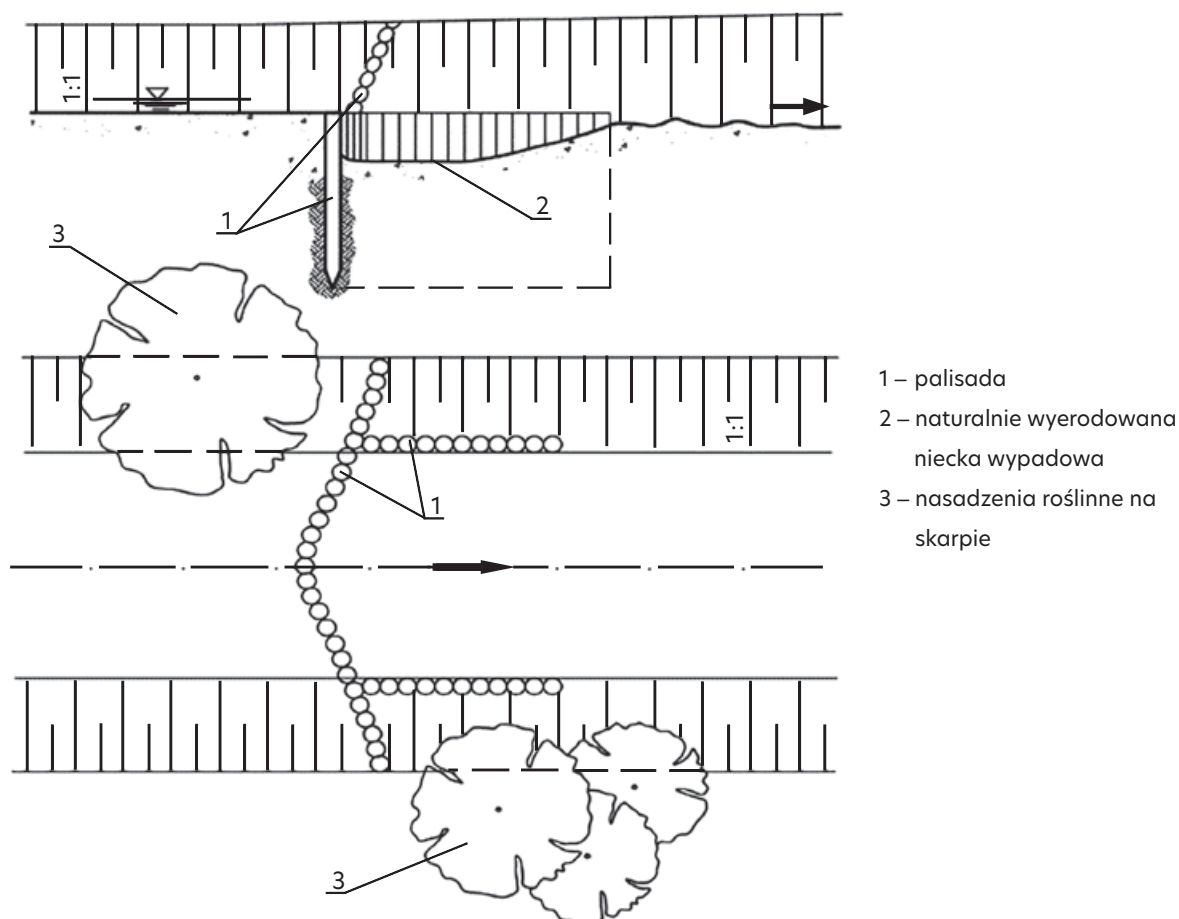 1:1
1
2
3
1:1
1
3
1 – palisada
2 – naturalnie wyerodowana
niecka wypadowa
3 – nasadzenia roślinne na
skarpie